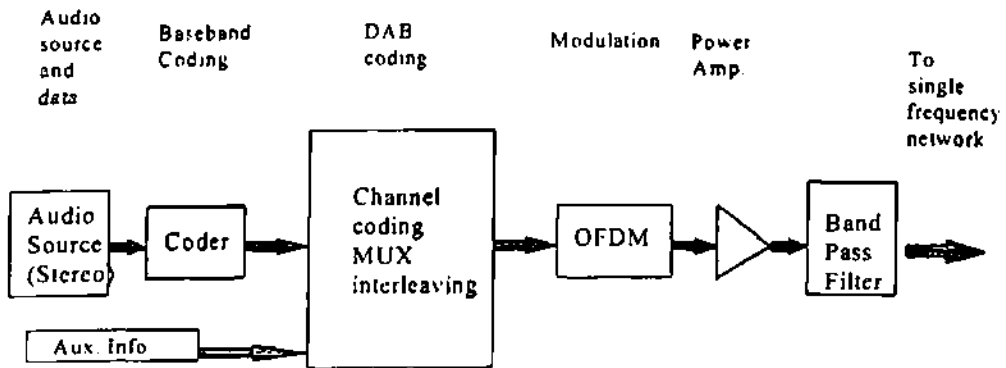 Audio
source
and
data
Baseband
Coding
DAB
coding
Modulation
Power
Amp.
To
single
frequency
network
Audio
Source
(Stereo)
Coder
Channel
coding
MUX
interleaving
OFDM
Band
Pass
Filter
Aux. Info